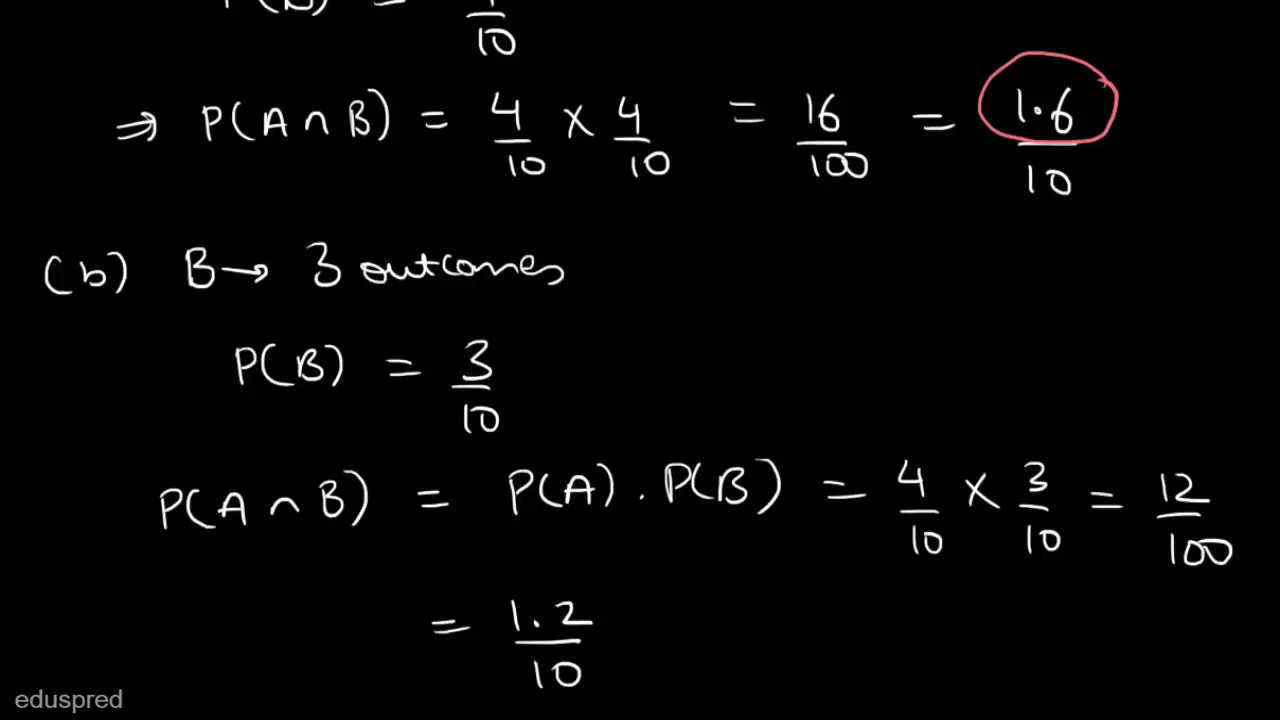 P(B) = 4/10
⇒ P(A ∩ B) = 4/10 × 4/10 = 16/100 = 1.6/10
(b) B → 3 outcomes
P(B) = 3/10
P(A ∩ B) = P(A) . P(B) = 4/10 × 3/10 = 12/100
= 1.2/10
eduspred